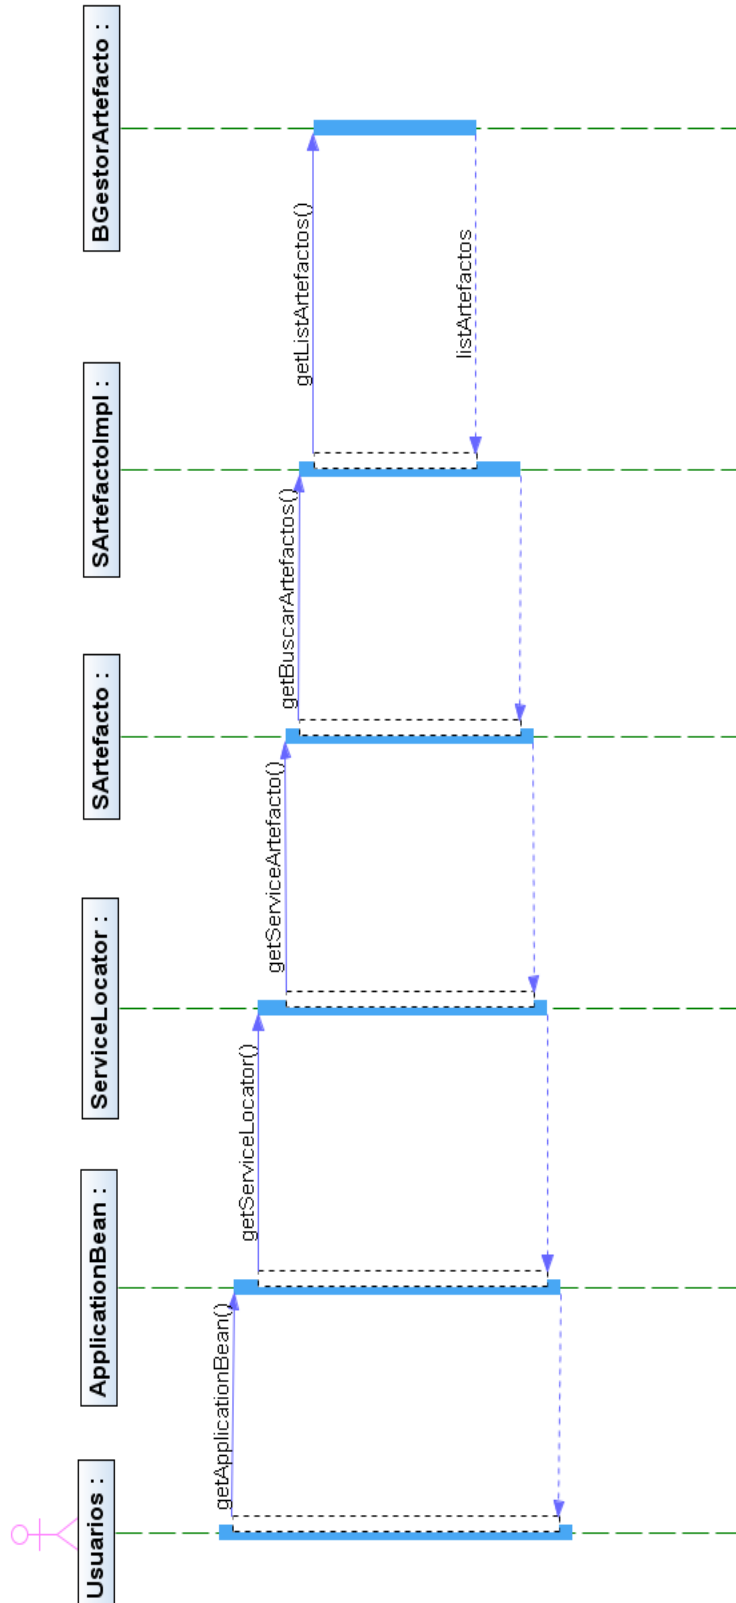 Usuarios :
ApplicationBean :
ServiceLocator :
SArtefacto :
SArtefactoImpl :
BGestorArtefacto :
getApplicationBean()
getServiceLocator()
getServiceArtefacto()
getBuscarArtefactos()
getListArtefactos()
listArtefactos